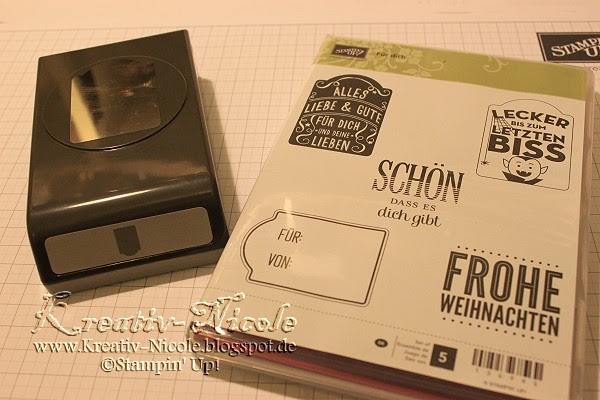 STAMPIN' UP!
Für dich
STAMPIN' U
ALLES
LIEBE & GUTE
FÜR DICH
UND DEINE
LIEBEN
LECKER
BIS ZUM
LETZTEN
BISS
SCHÖN
DASS ES
dich gibt
FÜR:
VON:
FROHE
WEIHNACHTEN
5
Kreativ-Nicole
www.Kreativ-Nicole.blogspot.de
©Stampin' Up!